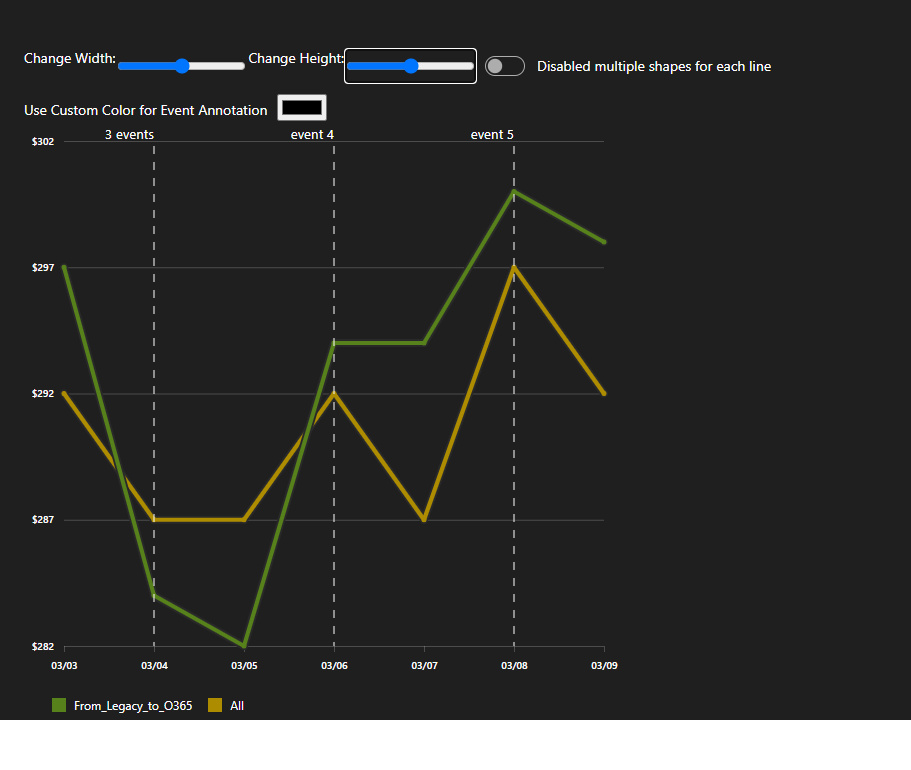 Change Width: Change Height: Disabled multiple shapes for each line
Use Custom Color for Event Annotation
3 events event 4 event 5
$302
$297
$292
$287
$282
03/03 03/04 03/05 03/06 03/07 03/08 03/09
From_Legacy_to_O365 All